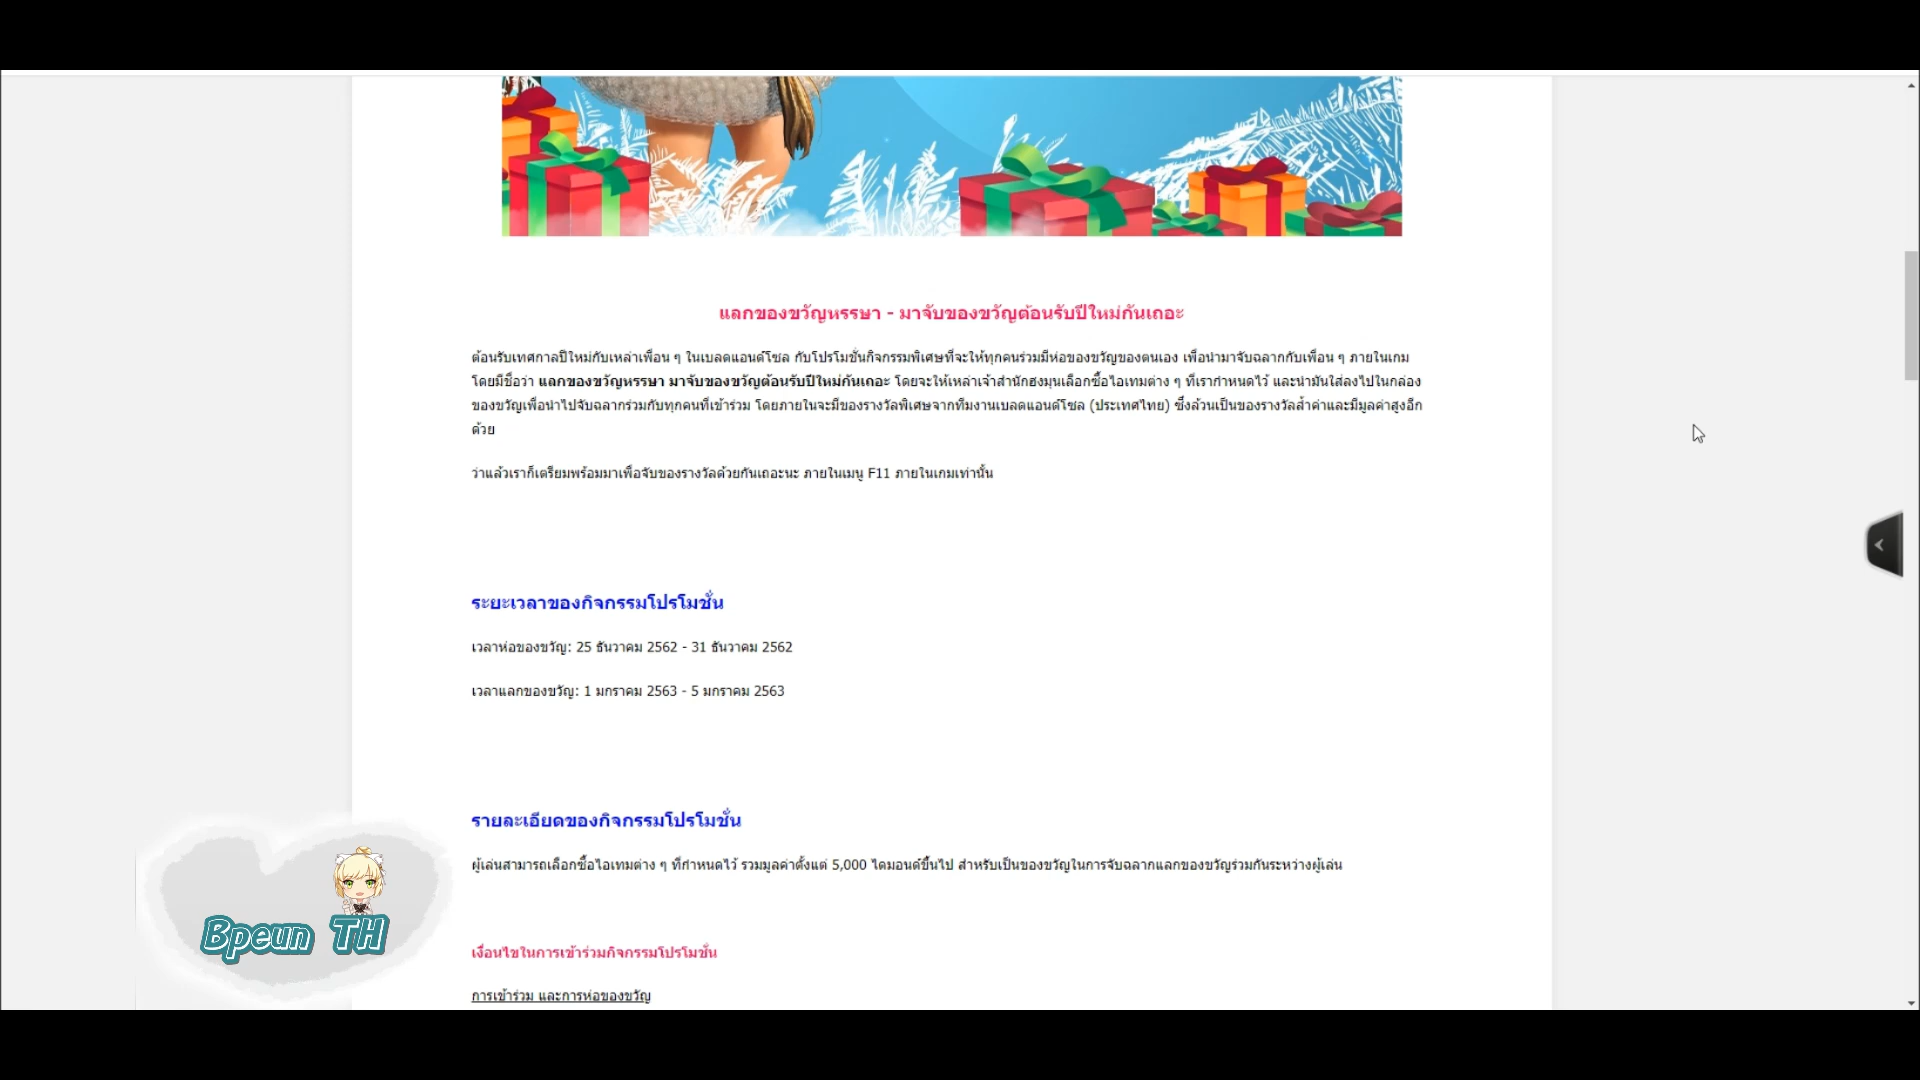 แลกของขวัญหรรษา - มาจับของขวัญต้อนรับปีใหม่กันเถอะ
ต้อนรับเทศกาลปีใหม่กับเหล่าเพื่อน ๆ ในเบลดแอนด์โซล กับโปรโมชั่นกิจกรรมพิเศษที่จะให้ทุกคนร่วมมีห่อของขวัญของตนเอง เพื่อนำมาจับฉลากกับเพื่อน ๆ ภายในเกม
โดยมีชื่อว่า แลกของขวัญหรรษา มาจับของขวัญต้อนรับปีใหม่กันเถอะ โดยจะให้เหล่าเจ้าสำนักฮงมุนเลือกซื้อไอเทมต่าง ๆ ที่เรากำหนดไว้ และนำมันใส่ลงไปในกล่อง
ของขวัญเพื่อนำไปจับฉลากร่วมกับทุกคนที่เข้าร่วม โดยภายในจะมีของรางวัลพิเศษจากทีมงานเบลดแอนด์โซล (ประเทศไทย) ซึ่งล้วนเป็นของรางวัลล้ำค่าและมีมูลค่าสูงอีก
ด้วย
ว่าแล้วเราก็เตรียมพร้อมมาเพื่อจับของรางวัลด้วยกันเถอะนะ ภายในเมนู F11 ภายในเกมเท่านั้น
ระยะเวลาของกิจกรรมโปรโมชั่น
เวลาห่อของขวัญ: 25 ธันวาคม 2562 - 31 ธันวาคม 2562
เวลาแลกของขวัญ: 1 มกราคม 2563 - 5 มกราคม 2563
รายละเอียดของกิจกรรมโปรโมชั่น
ผู้เล่นสามารถเลือกซื้อไอเทมต่าง ๆ ที่กำหนดไว้ รวมมูลค่าตั้งแต่ 5,000 ไดมอนด์ขึ้นไป สำหรับเป็นของขวัญในการจับฉลากแลกของขวัญร่วมกันระหว่างผู้เล่น
Bpeun TH
เงื่อนไขในการเข้าร่วมกิจกรรมโปรโมชั่น
การเข้าร่วม และการห่อของขวัญ